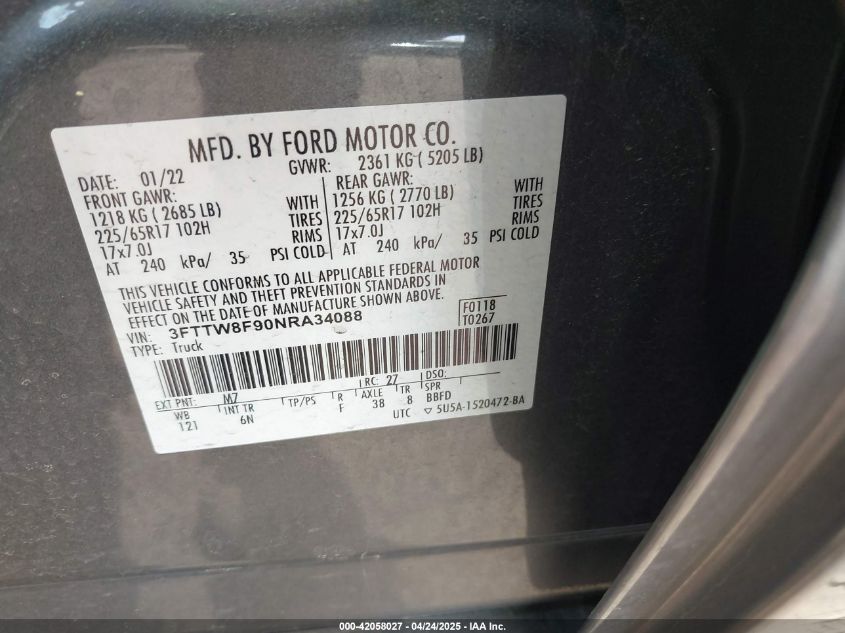 MFD. BY FORD MOTOR CO.
DATE: 01/22 GVWR: 2361 KG ( 5205 LB)
FRONT GAWR: REAR GAWR:
1218 KG ( 2685 LB) WITH 1256 KG ( 2770 LB) WITH
225/65R17 102H TIRES 225/65R17 102H TIRES
17x7.0J RIMS 17x7.0J RIMS
AT 240 kPa/ 35 PSI COLD AT 240 kPa/ 35 PSI COLD
THIS VEHICLE CONFORMS TO ALL APPLICABLE FEDERAL MOTOR
VEHICLE SAFETY AND THEFT PREVENTION STANDARDS IN
EFFECT ON THE DATE OF MANUFACTURE SHOWN ABOVE.
VIN: 3FTTW8F90NRA34088 F0118
TYPE: Truck T0267
EXT PNT: M7 RC: 27 DSO:
WB INT TR TP/PS R AXLE TR SPR
121 6N F 38 8 BBFD
UTC ▽ 5U5A-1520472-BA
000-42058027 - 04/24/2025 - IAA Inc.